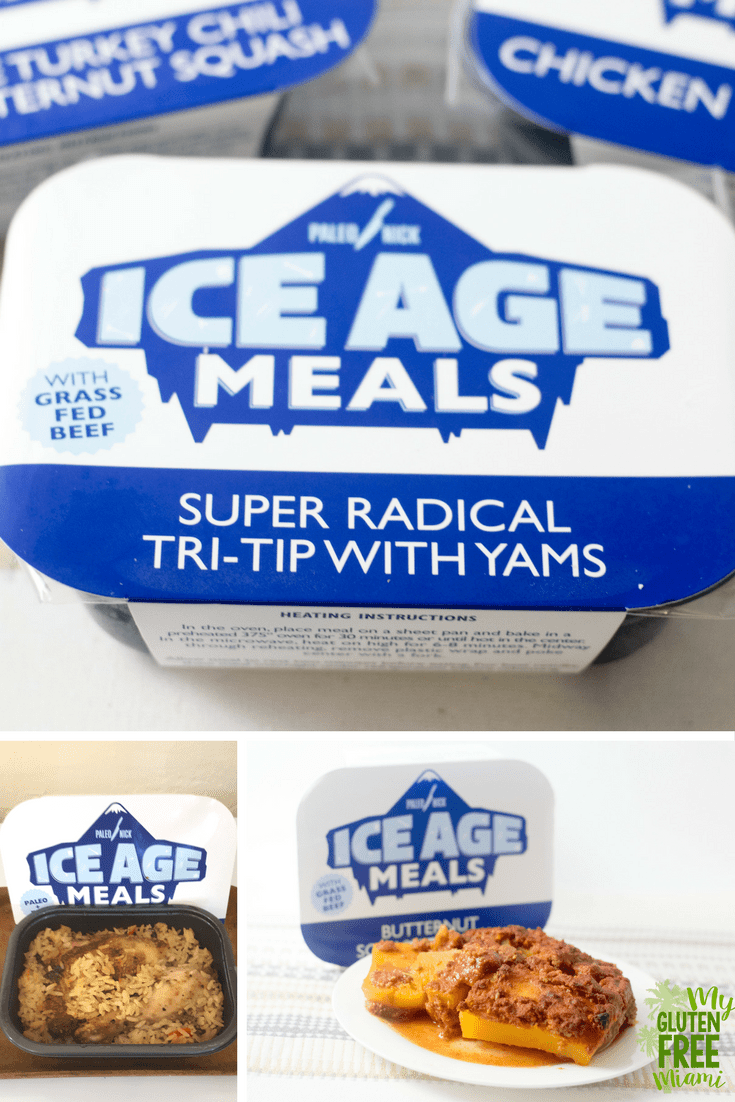 TURKEY CHILI
SQUASH
CHICKEN
PALEO NICK
ICE AGE
MEALS
WITH
GRASS
FED
BEEF
SUPER RADICAL
TRI-TIP WITH YAMS
HEATING INSTRUCTIONS
In the oven, place meal on a sheet pan and bake in a
preheated 375° oven for 30 minutes or until hot in the center.
In the microwave, heat on high for 6-8 minutes. Midway
through reheating, remove plastic wrap and poke
center with a fork.
PALEO NICK
ICE AGE
MEALS
PALEO
PALEO NICK
ICE AGE
MEALS
WITH
GRASS
FED
BEEF
BUTTERNUT
My
GLUTEN
FREE
Miami